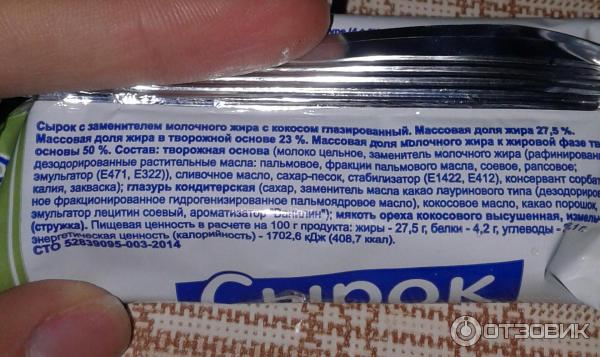 Сырок с заменителем молочного жира с кокосом глазированный. Массовая доля жира 27,5 %.
Массовая доля жира в творожной основе 23 %. Массовая доля молочного жира к жировой фазе
основы 50 %. Состав: творожная основа (молоко цельное, заменитель молочного жира (рафинирован
дезодорированные растительные масла: пальмовое, фракции пальмового масла, соевое, рапсовое,
эмульгатор (Е471, Е322)), сливочное масло, сахар-песок, стабилизатор (Е1422, Е412), консервант сорбат
калия, закваска); глазурь кондитерская (сахар, заменитель масла какао лауринового типа (дезодориров
ное фракционированное гидрогенизированное пальмоядровое масло), кокосовое масло, какао порошок,
эмульгатор лецитин соевый, ароматизатор "Ванилин"); мякоть ореха кокосового высушенная, измель
(стружка). Пищевая ценность в расчете на 100 г продукта: жиры - 27,5 г, белки - 4,2 г, углеводы -
энергетическая ценность (калорийность) - 1702,6 кДж (408,7 ккал).
СТО 52839095-003-2014
Сырок
ОТЗОВИК